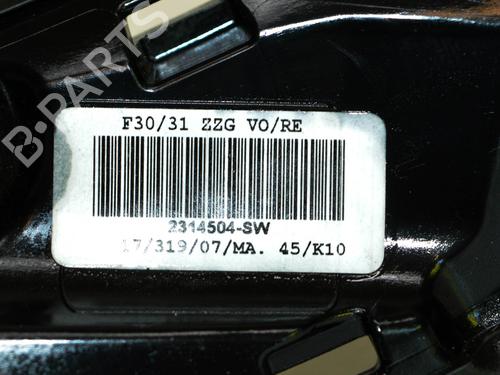 B-PARTS
F30/31 ZZG VO/RE
2314504-SW
17/319/07/MA. 45/K10